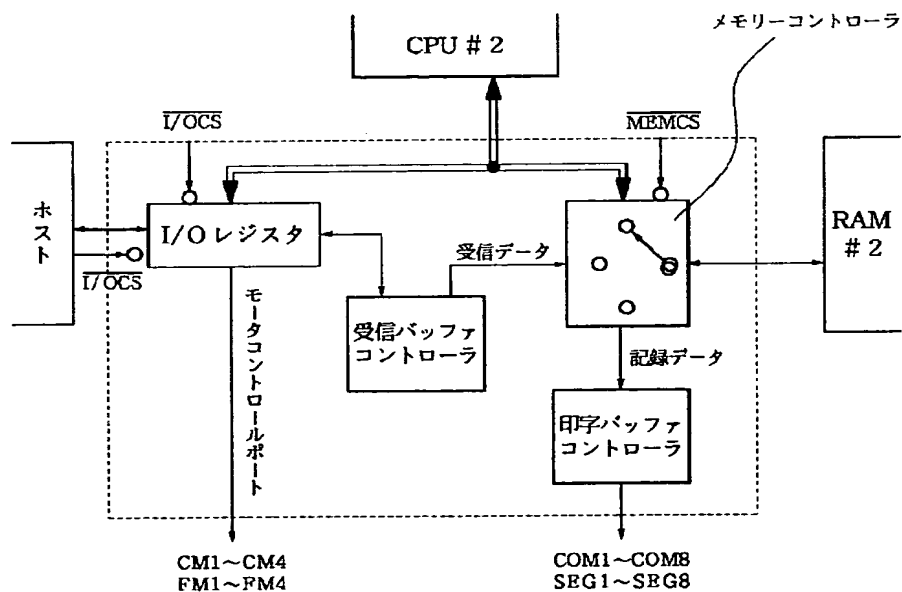 メモリーコントローラ
CPU # 2
I/OCS
MEMCS
ホスト
I/O レジスタ
RAM
# 2
I/OCS
受信データ
モータコントロールポート
受信バッファ
コントローラ
記録データ
印字バッファ
コントローラ
CM1〜CM4
FM1〜FM4
COM1〜COM8
SEG1〜SEG8